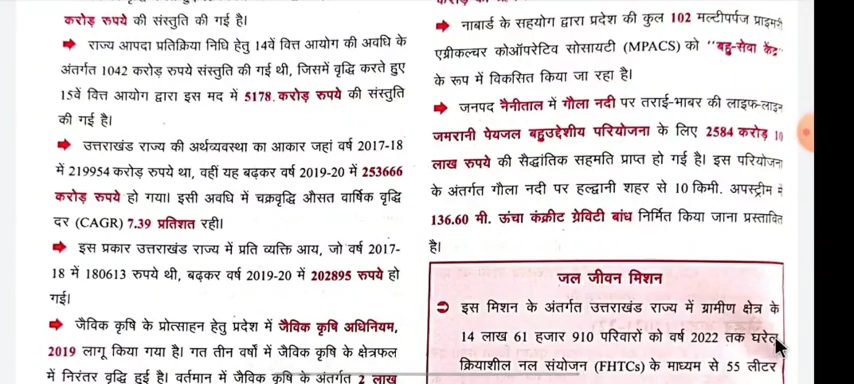 करोड़ रुपये की संस्तुति की गई है।
राज्य आपदा प्रतिक्रिया निधि हेतु 14वें वित्त आयोग की अवधि के
अंतर्गत 1042 करोड़ रुपये संस्तुति की गई थी, जिसमें वृद्धि करते हुए
15वें वित्त आयोग द्वारा इस मद में 5178.करोड़ रुपये की संस्तुति
की गई है।
उत्तराखंड राज्य की अर्थव्यवस्था का आकार जहां वर्ष 2017-18
में 219954 करोड़ रुपये था, वहीं यह बढ़कर वर्ष 2019-20 में 253666
करोड़ रुपये हो गया। इसी अवधि में चक्रवृद्धि औसत वार्षिक वृद्धि
दर (CAGR) 7.39 प्रतिशत रही।
इस प्रकार उत्तराखंड राज्य में प्रति व्यक्ति आय, जो वर्ष 2017-
18 में 180613 रुपये थी, बढ़कर वर्ष 2019-20 में 202895 रुपये हो
गई।
जैविक कृषि के प्रोत्साहन हेतु प्रदेश में जैविक कृषि अधिनियम,
2019 लागू किया गया है। गत तीन वर्षों में जैविक कृषि के क्षेत्रफल
में निरंतर वृद्धि हुई है। वर्तमान में जैविक कृषि के अंतर्गत 2 लाख
नाबार्ड के सहयोग द्वारा प्रदेश की कुल 102 मल्टीपर्पज प्राइमरी
एग्रीकल्चर कोऑपरेटिव सोसायटी (MPACS) को ''बहु-सेवा केंद्र''
के रूप में विकसित किया जा रहा है।
जनपद नैनीताल में गौला नदी पर तराई-भाबर की लाइफ-लाइन
जमरानी पेयजल बहुउद्देशीय परियोजना के लिए 2584 करोड़ 10
लाख रुपये की सैद्धांतिक सहमति प्राप्त हो गई है। इस परियोजना
के अंतर्गत गौला नदी पर हल्द्वानी शहर से 10 किमी. अपस्ट्रीम में
136.60 मी. ऊंचा कंक्रीट ग्रेविटी बांध निर्मित किया जाना प्रस्तावित
है।
जल जीवन मिशन
इस मिशन के अंतर्गत उत्तराखंड राज्य में ग्रामीण क्षेत्र के
14 लाख 61 हजार 910 परिवारों को वर्ष 2022 तक घरेलू
क्रियाशील नल संयोजन (FHTCs) के माध्यम से 55 लीटर